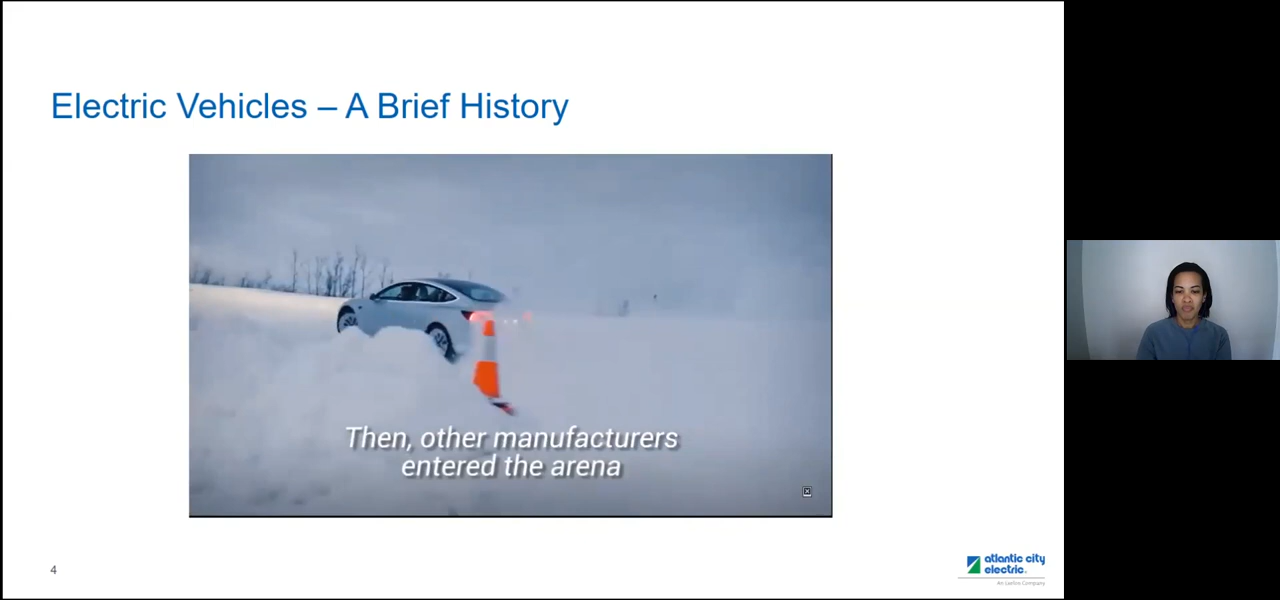 Electric Vehicles – A Brief History
Then, other manufacturers
entered the arena
4
atlantic city
electric.
An Exelon Company